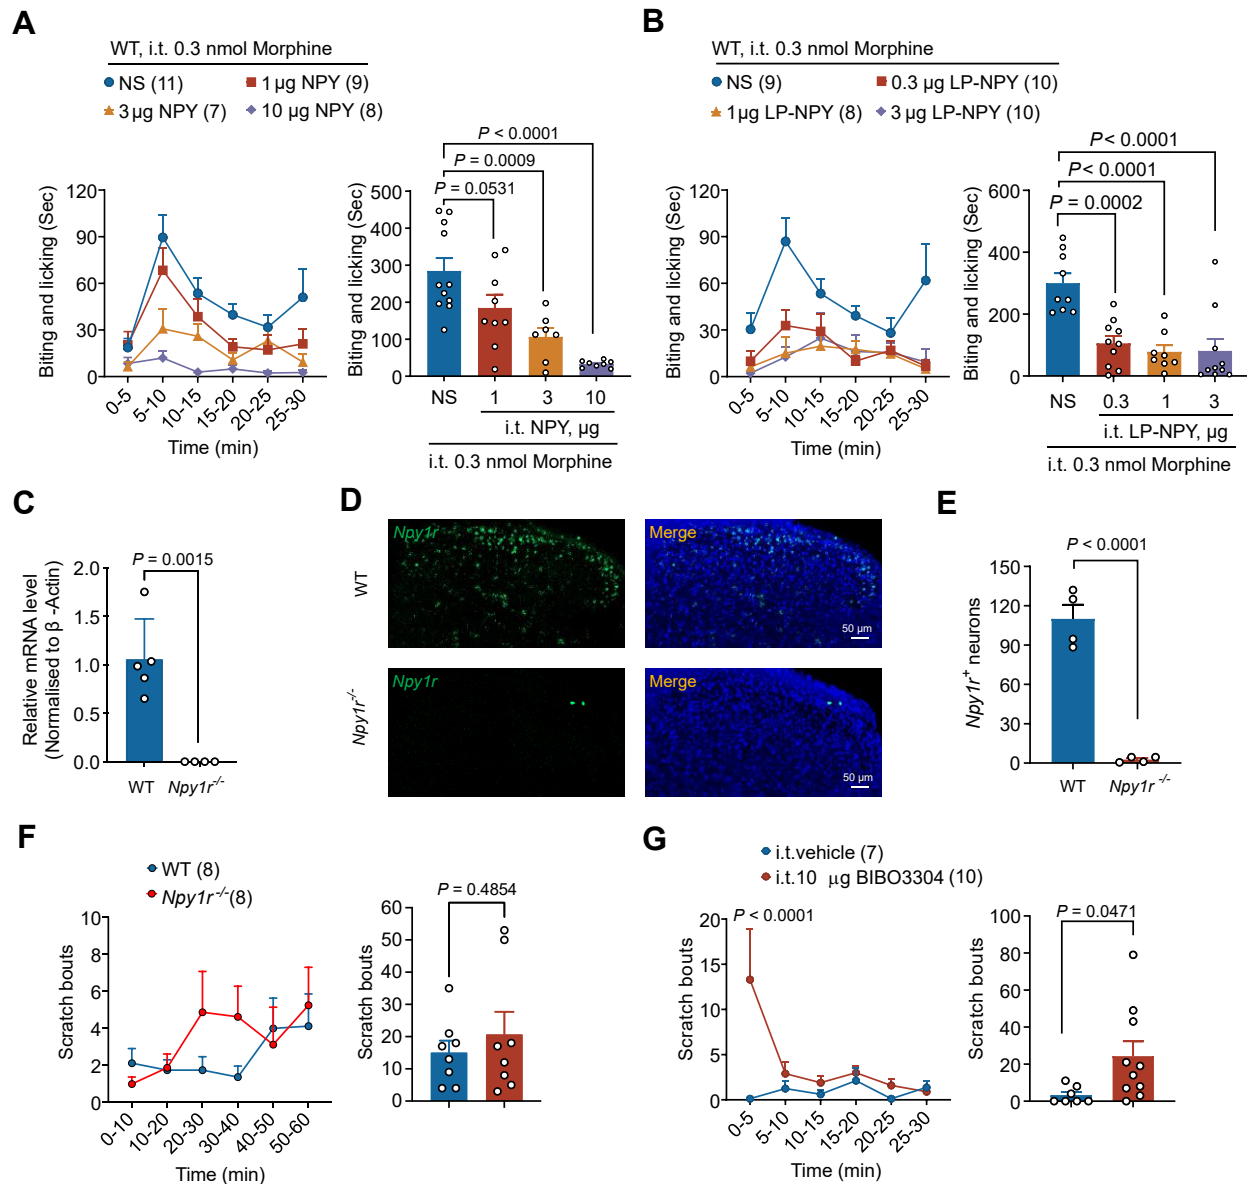 A
WT, i.t. 0.3 nmol Morphine
NS (11)
1 µg NPY (9)
3 µg NPY (7)
10 µg NPY (8)
Biting and licking (Sec)
120
90
60
30
0
0-5
5-10
10-15
15-20
20-25
25-30
Time (min)
Biting and licking (Sec)
500
400
300
200
100
0
P < 0.0001
P = 0.0009
P = 0.0531
NS
1
3
10
i.t. NPY, µg
i.t. 0.3 nmol Morphine
B
WT, i.t. 0.3 nmol Morphine
NS (9)
0.3 µg LP-NPY (10)
1 µg LP-NPY (8)
3 µg LP-NPY (10)
Biting and licking (Sec)
120
90
60
30
0
0-5
5-10
10-15
15-20
20-25
25-30
Time (min)
Biting and licking (Sec)
600
400
200
0
P < 0.0001
P < 0.0001
P = 0.0002
NS
0.3
1
3
i.t. LP-NPY, µg
i.t. 0.3 nmol Morphine
C
Relative mRNA level
(Normalised to β -Actin)
2.0
1.5
1.0
0.5
0.0
P = 0.0015
WT
Npy1r-/-
D
WT
Npy1r
Merge
50 µm
Npy1r-/-
Npy1r
Merge
50 µm
E
Npy1r+ neurons
150
120
90
60
30
0
P < 0.0001
WT
Npy1r -/-
F
WT (8)
Npy1r-/-(8)
Scratch bouts
10
8
6
4
2
0
0-10
10-20
20-30
30-40
40-50
50-60
Time (min)
Scratch bouts
60
50
40
30
20
10
0
P = 0.4854
G
i.t.vehicle (7)
i.t.10 µg BIBO3304 (10)
Scratch bouts
20
15
10
5
0
P < 0.0001
0-5
5-10
10-15
15-20
20-25
25-30
Time (min)
Scratch bouts
100
80
60
40
20
0
P = 0.0471